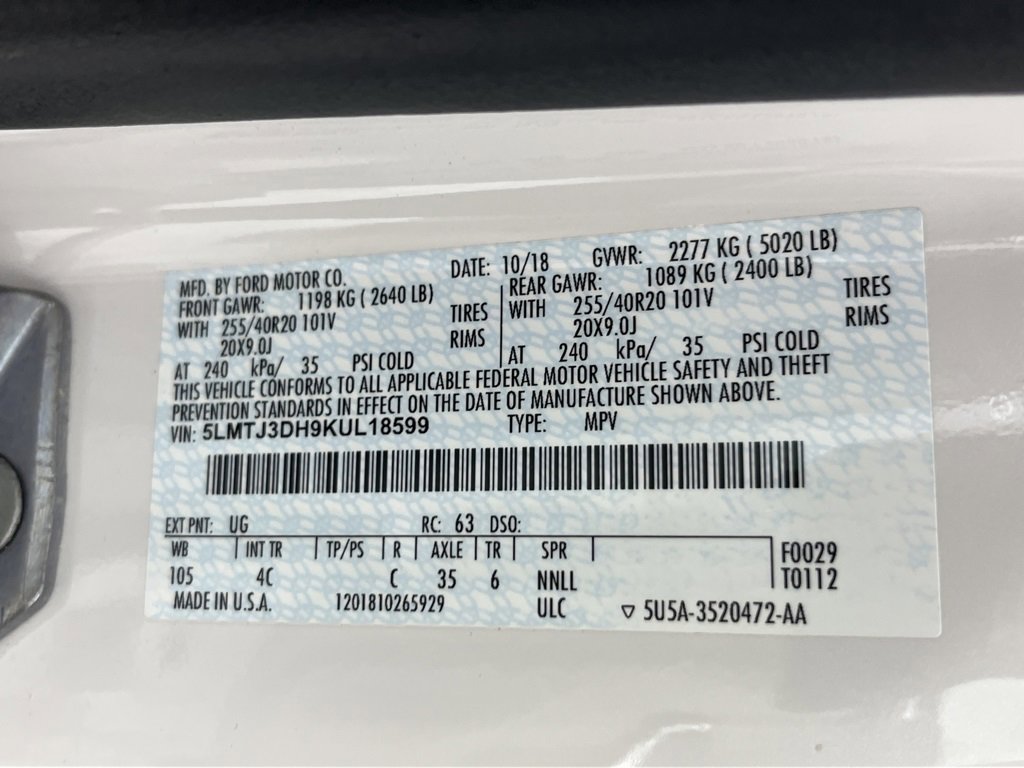 MFD. BY FORD MOTOR CO. DATE: 10/18 GVWR: 2277 KG ( 5020 LB)
FRONT GAWR: 1198 KG ( 2640 LB) REAR GAWR: 1089 KG ( 2400 LB)
WITH 255/40R20 101V TIRES WITH 255/40R20 101V TIRES
20X9.0J RIMS 20X9.0J RIMS
AT 240 kPa/ 35 PSI COLD AT 240 kPa/ 35 PSI COLD
THIS VEHICLE CONFORMS TO ALL APPLICABLE FEDERAL MOTOR VEHICLE SAFETY AND THEFT
PREVENTION STANDARDS IN EFFECT ON THE DATE OF MANUFACTURE SHOWN ABOVE.
VIN: 5LMTJ3DH9KUL18599 TYPE: MPV
EXT PNT: UG RC: 63 DSO:
WB INT TR TP/PS R AXLE TR SPR F0029
105 4C C 35 6 NNLL T0112
MADE IN U.S.A. 1201810265929 ULC ▽ 5U5A-3520472-AA